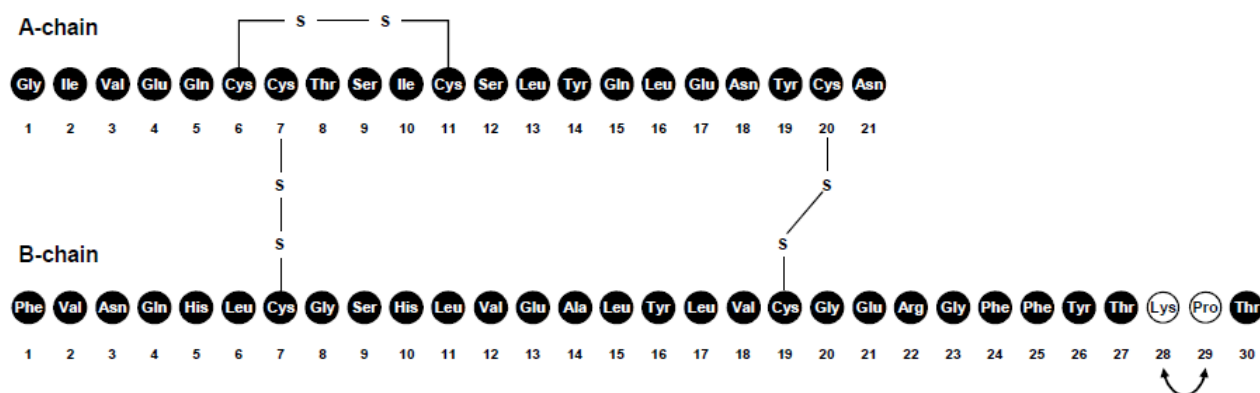 S S
A-chain
Gly Ile Val Glu Gln Cys Cys Thr Ser Ile Cys Ser Leu Tyr Gln Leu Glu Asn Tyr Cys Asn
1 2 3 4 5 6 7 8 9 10 11 12 13 14 15 16 17 18 19 20 21
S S
S S
B-chain
Phe Val Asn Gln His Leu Cys Gly Ser His Leu Val Glu Ala Leu Tyr Leu Val Cys Gly Glu Arg Gly Phe Phe Tyr Thr Lys Pro Thr
1 2 3 4 5 6 7 8 9 10 11 12 13 14 15 16 17 18 19 20 21 22 23 24 25 26 27 28 29 30